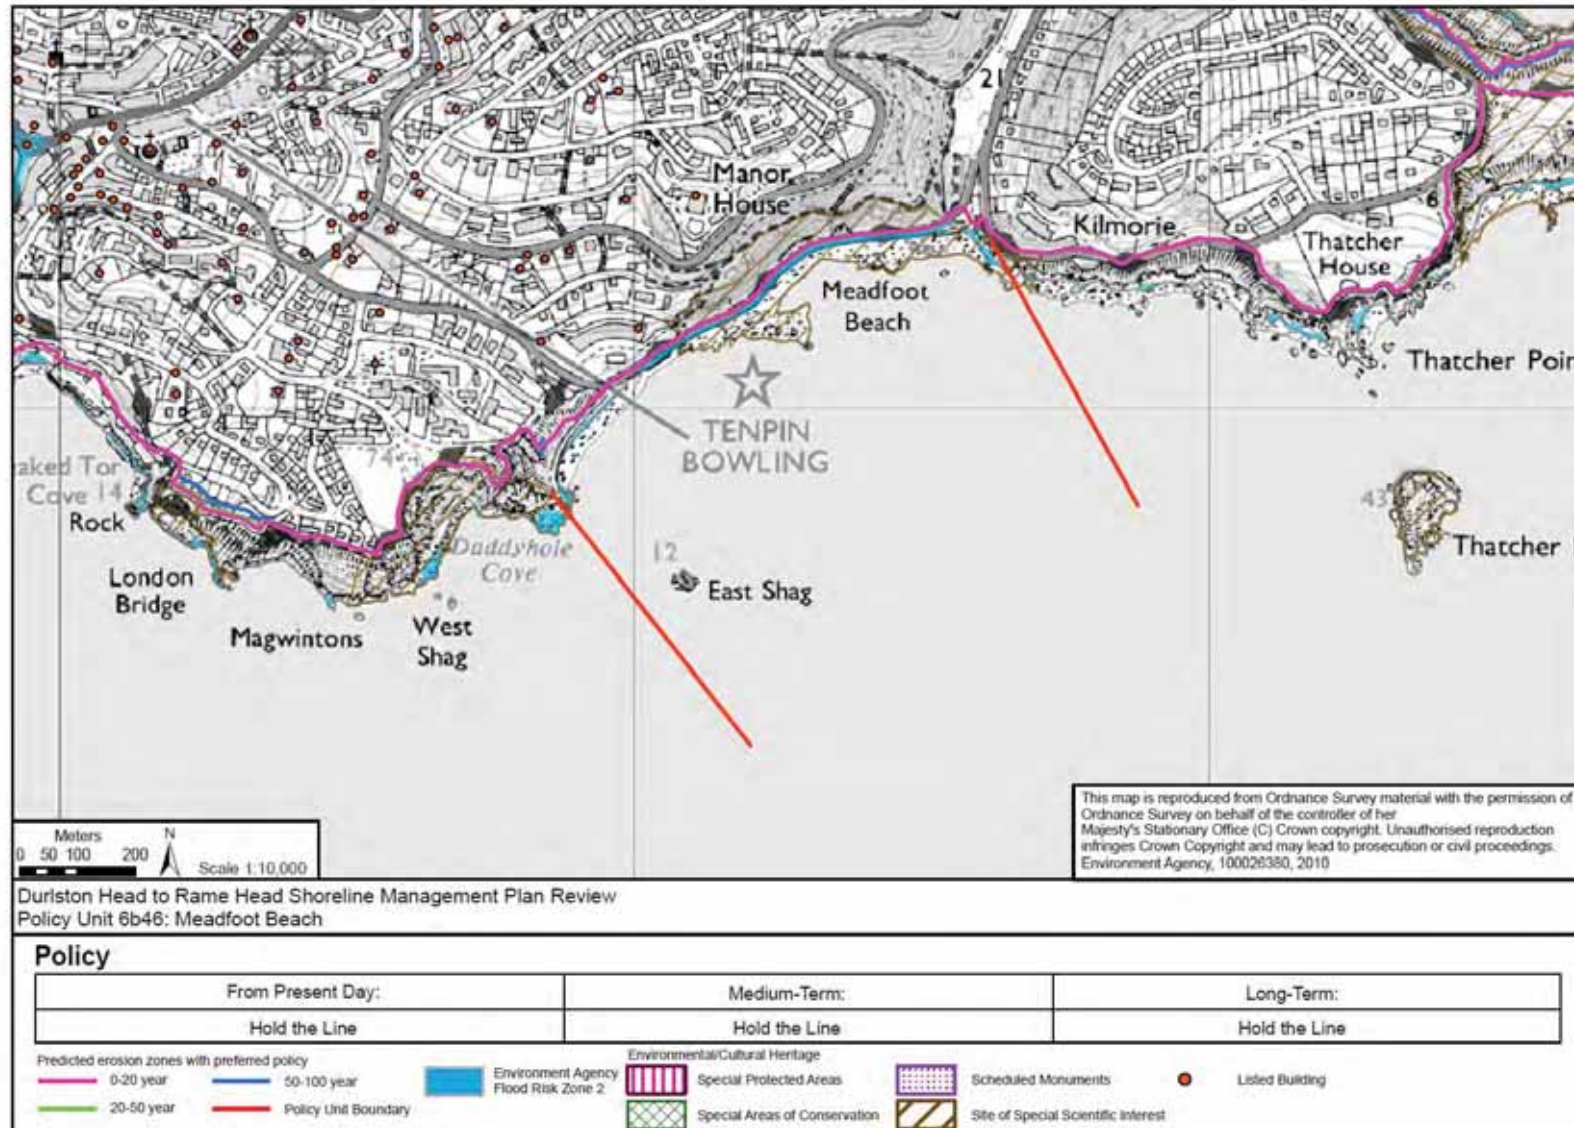 21
Manor
House
Kilmorie
6
Thatcher
House
Meadfoot
Beach
Thatcher Poin
TENPIN
BOWLING
74
aked Tor
Cove 14
Rock
43
Daddyhole
Cove
12
Thatcher
London
Bridge
East Shag
Magwintons
West
Shag
Meters
0 50 100 200
N
Scale 1:10,000
This map is reproduced from Ordnance Survey material with the permission of
Ordnance Survey on behalf of the controller of her
Majesty's Stationary Office (C) Crown copyright. Unauthorised reproduction
infringes Crown Copyright and may lead to prosecution or civil proceedings.
Environment Agency, 100026380, 2010
Durlston Head to Rame Head Shoreline Management Plan Review
Policy Unit 6b46: Meadfoot Beach
Policy
From Present Day: Medium-Term: Long-Term:
Hold the Line Hold the Line Hold the Line
Predicted erosion zones with preferred policy
0-20 year
50-100 year
20-50 year
Policy Unit Boundary
Environment Agency
Flood Risk Zone 2
Environmental/Cultural Heritage
Special Protected Areas
Scheduled Monuments
Listed Building
Special Areas of Conservation
Site of Special Scientific Interest